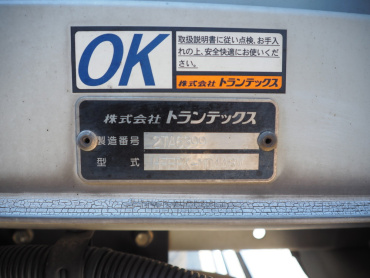 OK
取扱説明書に従い点検、お手入
れの上、安全快適にお使いくだ
さい。
株式会社 トランテックス
株式会社 トランテックス
製造番号
型式